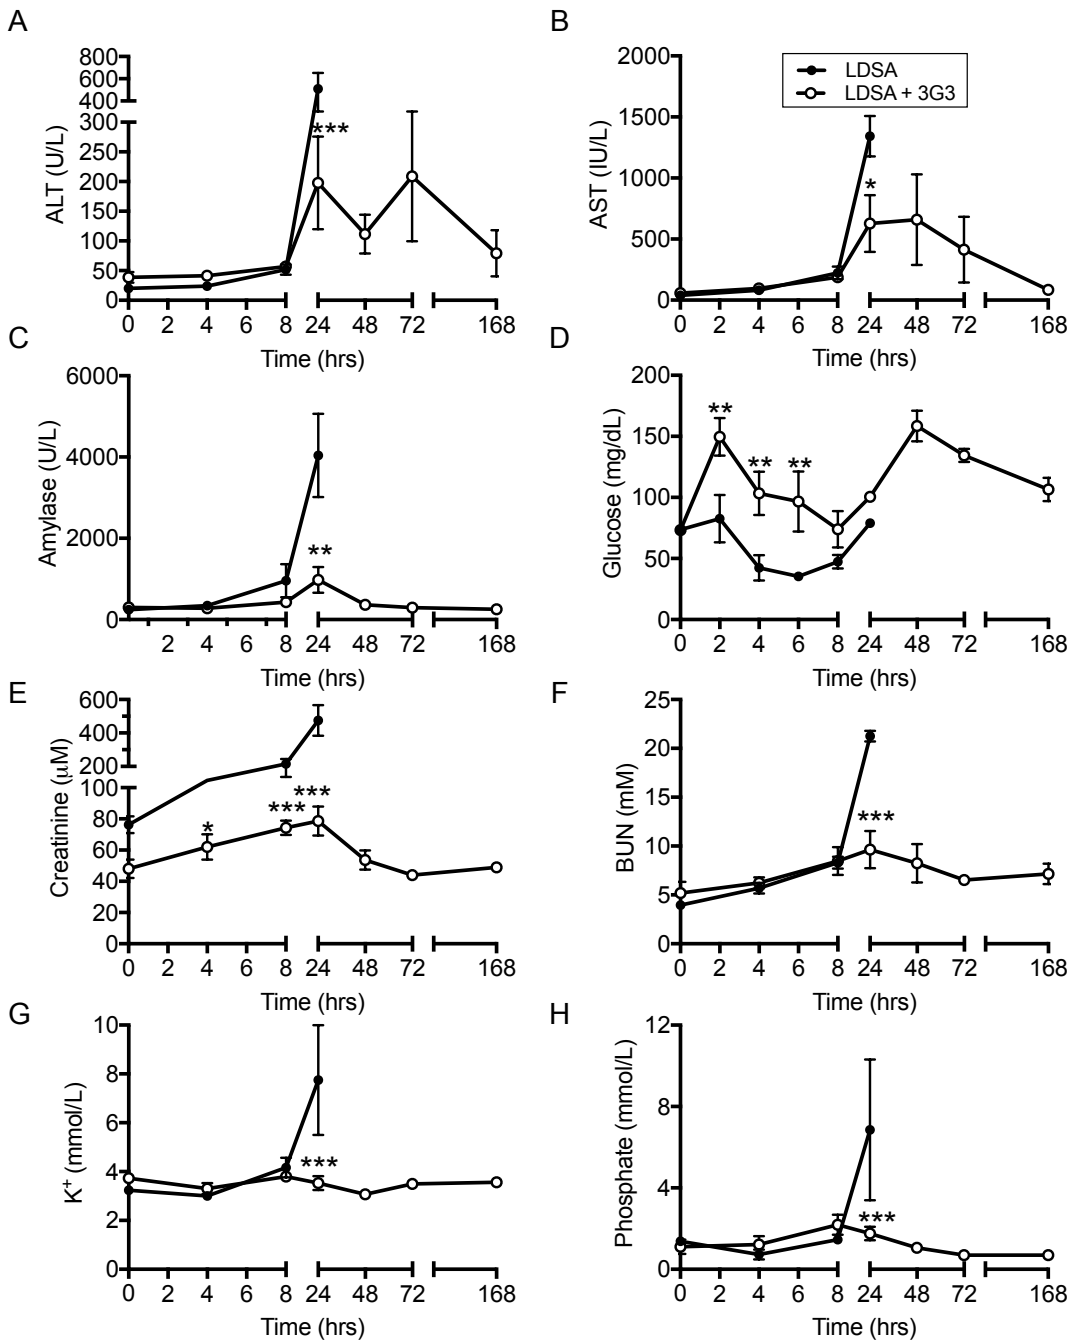 A
ALT (U/L)
800
600
400
300
250
200
150
100
50
0
***
0 2 4 6 8 24 48 72 168
Time (hrs)
B
AST (IU/L)
2000
1500
1000
500
0
LDSA
LDSA + 3G3
*
0 2 4 6 8 24 48 72 168
Time (hrs)
C
Amylase (U/L)
6000
4000
2000
0
**
2 4 6 8 24 48 72 168
Time (hrs)
D
Glucose (mg/dL)
200
150
100
50
0
** ** **
0 2 4 6 8 24 48 72 168
Time (hrs)
E
Creatinine (µM)
600
400
200
100
80
60
40
20
0
* *** ***
0 2 4 6 8 24 48 72 168
Time (hrs)
F
BUN (mM)
25
20
15
10
5
0
***
0 2 4 6 8 24 48 72 168
Time (hrs)
G
K+ (mmol/L)
10
8
6
4
2
0
***
0 2 4 6 8 24 48 72 168
Time (hrs)
H
Phosphate (mmol/L)
12
8
4
0
***
0 2 4 6 8 24 48 72 168
Time (hrs)